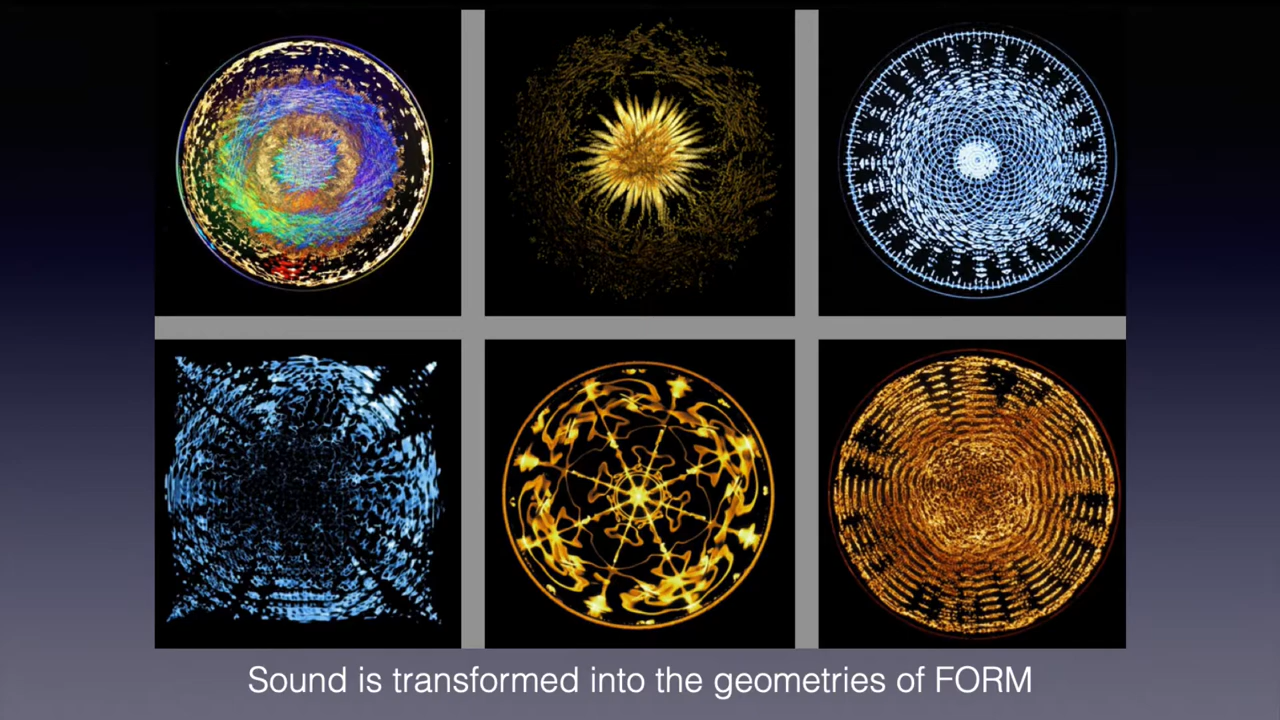 Sound is transformed into the geometries of FORM